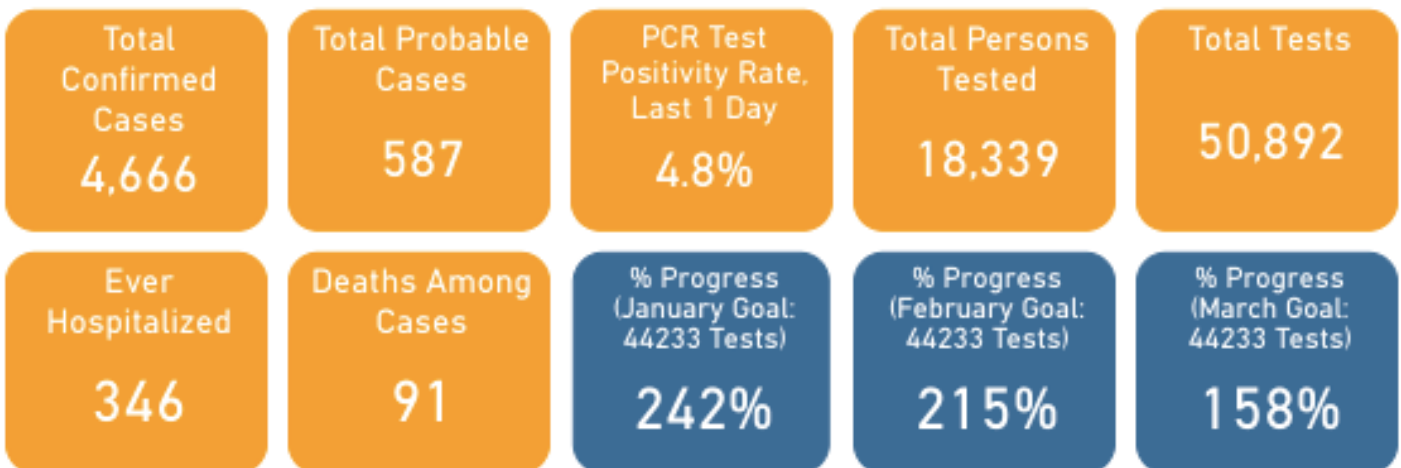 Total
Confirmed
Cases
4,666
Total Probable
Cases
587
PCR Test
Positivity Rate,
Last 1 Day
4.8%
Total Persons
Tested
18,339
Total Tests
50,892
Ever
Hospitalized
346
Deaths Among
Cases
91
% Progress
(January Goal:
44233 Tests)
242%
% Progress
(February Goal:
44233 Tests)
215%
% Progress
(March Goal:
44233 Tests)
158%